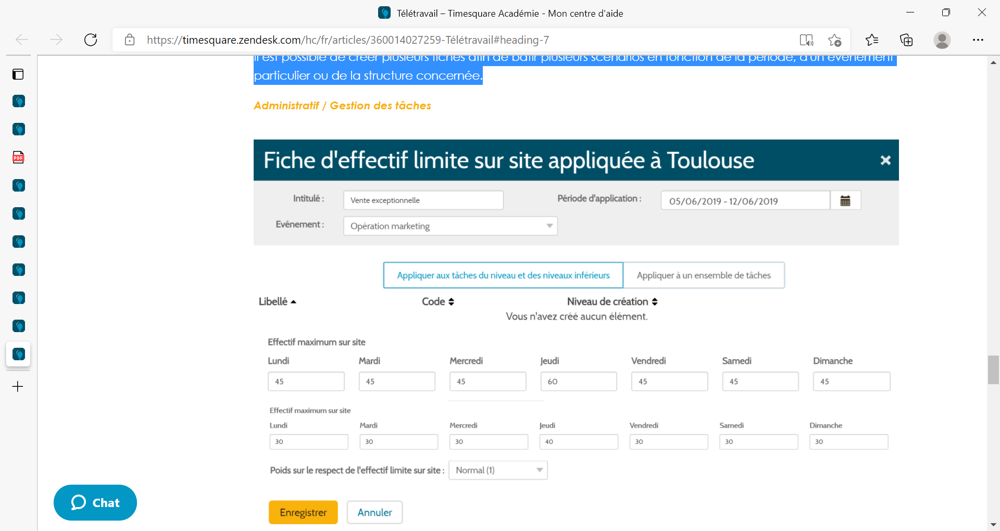 Télétravail – Timesquare Académie - Mon centre d'aide
https://timesquare.zendesk.com/hc/fr/articles/360014027259-Télétravail#heading-7
Il est possible de créer plusieurs fiches afin de bâtir plusieurs scénarios en fonction de la période, d'un évènement
particulier ou de la structure concernée.
Administratif / Gestion des tâches
Fiche d'effectif limite sur site appliquée à Toulouse
Intitulé : Vente exceptionnelle Période d'application : 05/06/2019 - 12/06/2019
Evénement : Opération marketing
Appliquer aux tâches du niveau et des niveaux inférieurs Appliquer à un ensemble de tâches
Libellé Code Niveau de création
Vous n'avez créé aucun élément.
Effectif maximum sur site
Lundi Mardi Mercredi Jeudi Vendredi Samedi Dimanche
45 45 45 60 45 45 45
Effectif maximum sur site
Lundi Mardi Mercredi Jeudi Vendredi Samedi Dimanche
30 30 30 40 30 30 30
Poids sur le respect de l'effectif limite sur site : Normal (1)
Enregistrer Annuler
Chat
PDF